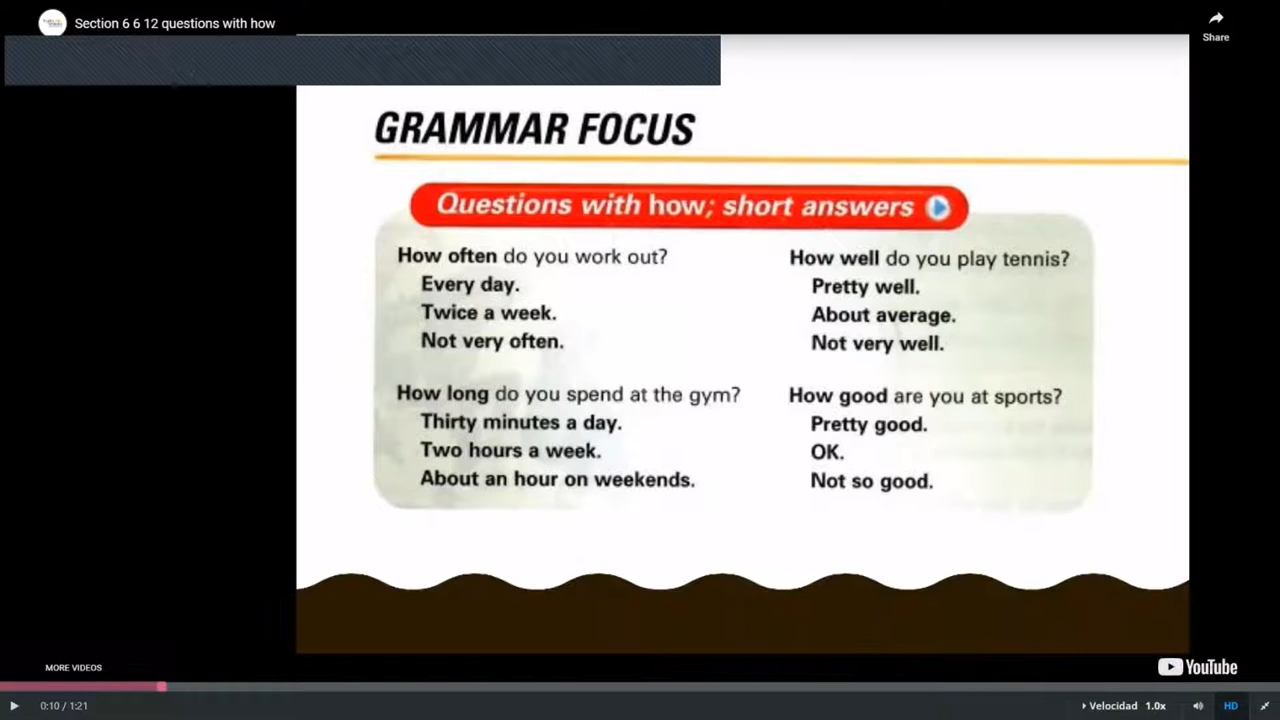 Section 6 6 12 questions with how
Share
GRAMMAR FOCUS
Questions with how; short answers
How often do you work out?
Every day.
Twice a week.
Not very often.
How long do you spend at the gym?
Thirty minutes a day.
Two hours a week.
About an hour on weekends.
How well do you play tennis?
Pretty well.
About average.
Not very well.
How good are you at sports?
Pretty good.
OK.
Not so good.
MORE VIDEOS
YouTube
0:10 / 1:21
Velocidad 1.0x
HD